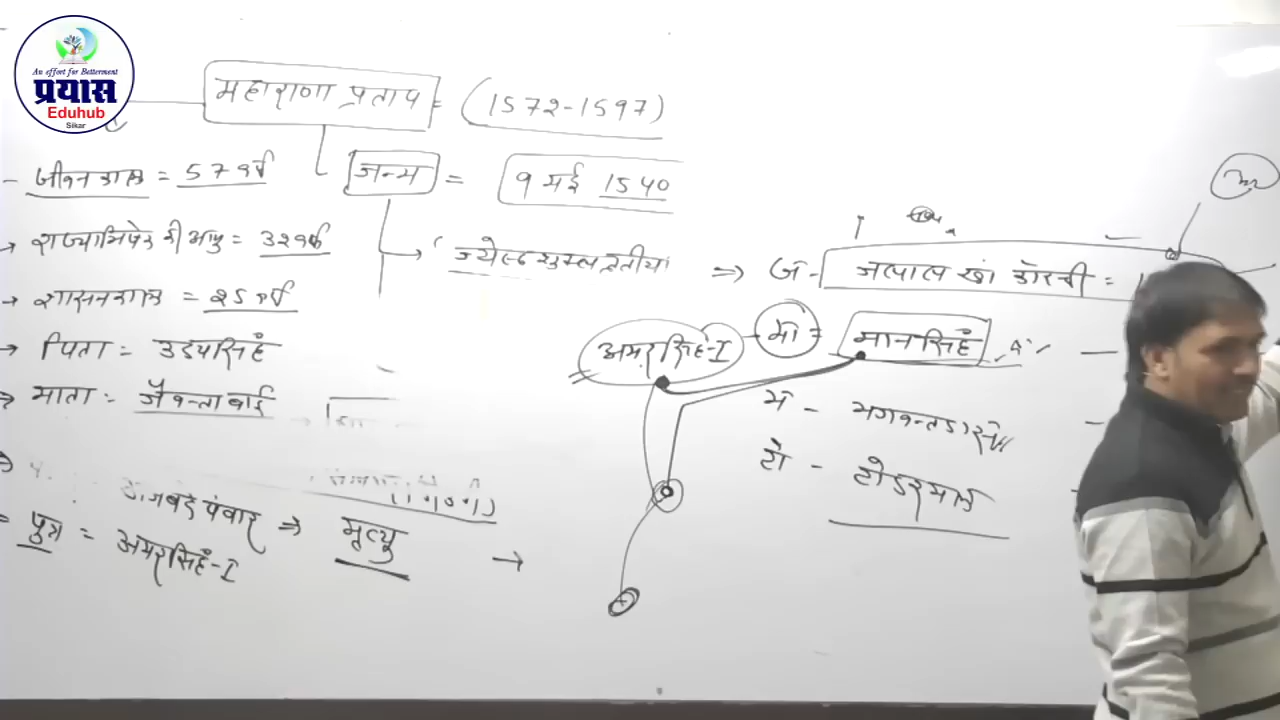 An effort for Betterment
प्रयास
Eduhub
Sikar
महाराणा प्रताप = (1572-1597)
- जीवनकाल = 57 वर्ष
जन्म = 9 मई 1540
→ राज्याभिषेक की आयु = 32 वर्ष
→ ज्येष्ठ शुक्ल तृतीया
→ शासनकाल = 25 वर्ष
→ पिता = उदयसिंहं
→ माता = जैवन्ताबाई
अजबदे पंवार ⇒ मृत्यु →
= पुत्र = अमरसिंहं-I
⇒ ज - जलाल खां कोरची =
अमरसिंह-I
मा = मानसिंहं
भ - भगवन्तदास
टो - टोडरमल